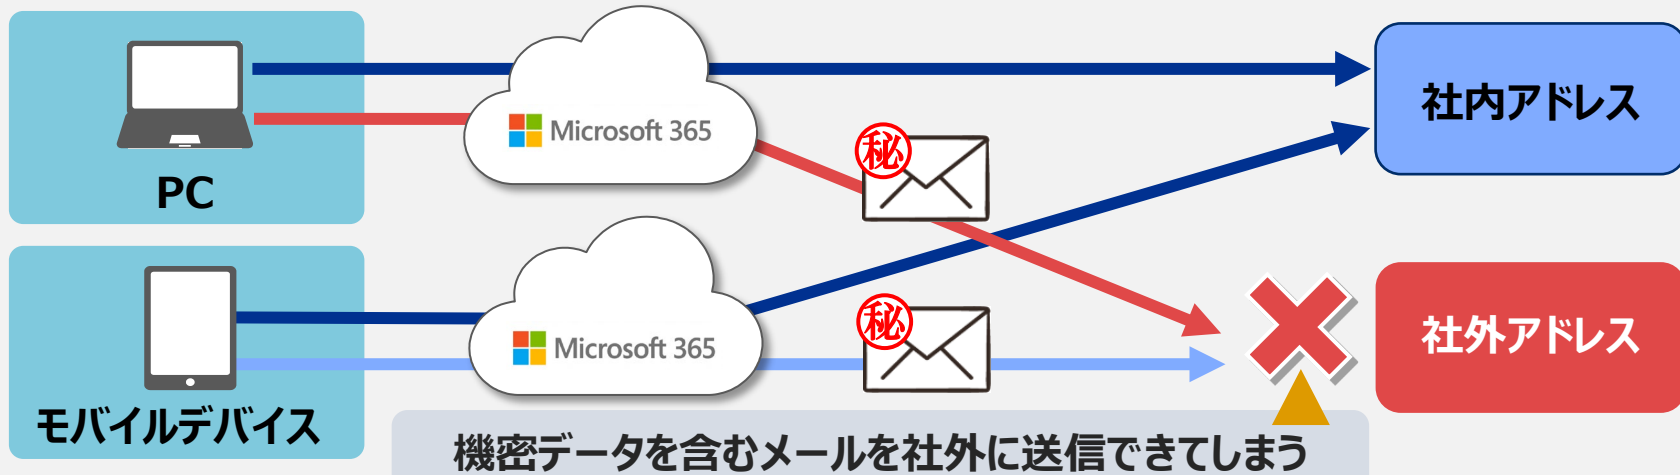 Microsoft 365
社内アドレス
秘
PC
秘
Microsoft 365
社外アドレス
モバイルデバイス
機密データを含むメールを社外に送信できてしまう